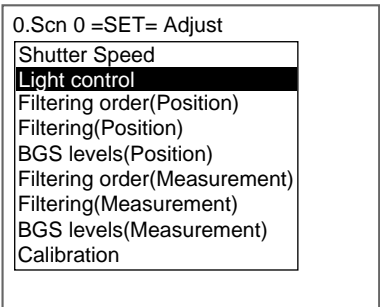 0.Scn 0 =SET= Adjust
Shutter Speed
Light control
Filtering order(Position)
Filtering(Position)
BGS levels(Position)
Filtering order(Measurement)
Filtering(Measurement)
BGS levels(Measurement)
Calibration